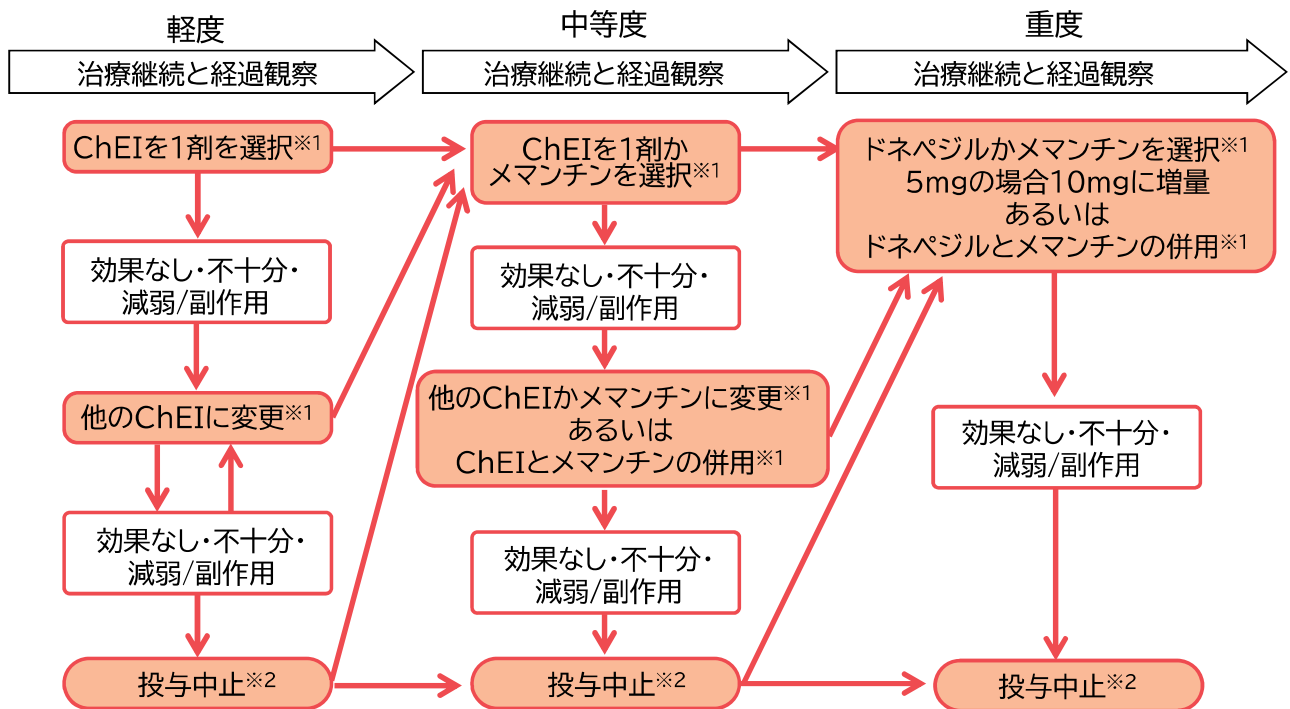 軽度
治療継続と経過観察
ChEIを1剤を選択※1
効果なし・不十分・
減弱/副作用
他のChEIに変更※1
効果なし・不十分・
減弱/副作用
投与中止※2
中等度
治療継続と経過観察
ChEIを1剤か
メマンチンを選択※1
効果なし・不十分・
減弱/副作用
他のChEIかメマンチンに変更※1
あるいは
ChEIとメマンチンの併用※1
効果なし・不十分・
減弱/副作用
投与中止※2
重度
治療継続と経過観察
ドネペジルかメマンチンを選択※1
5mgの場合10mgに増量
あるいは
ドネペジルとメマンチンの併用※1
効果なし・不十分・
減弱/副作用
投与中止※2